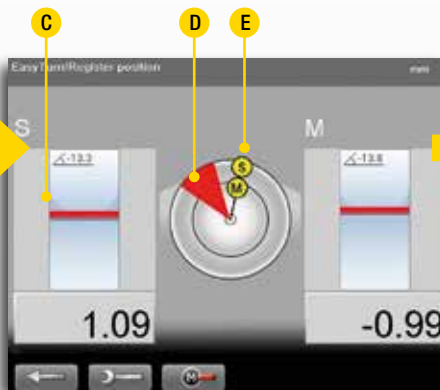 C D E
EasyTurn/Register position mm
S M
∠-13.3 ∠-13.8
S
M
1.09 -0.99
M